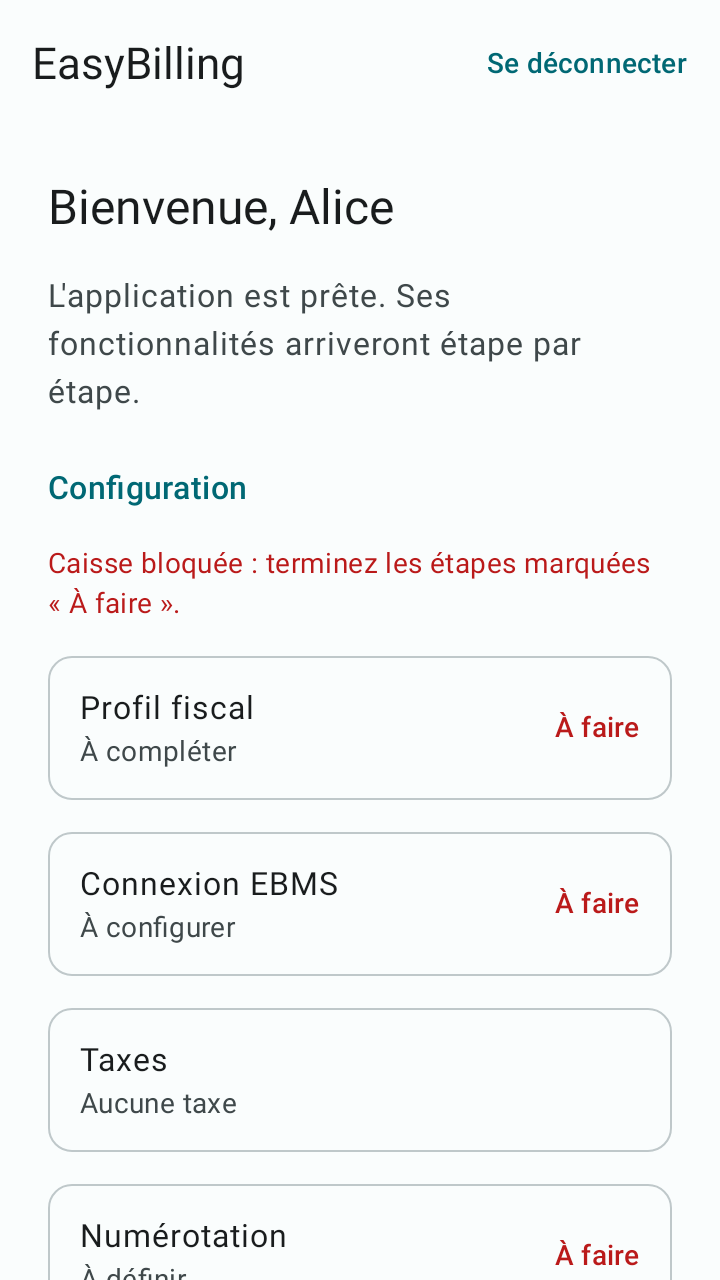 EasyBilling
Se déconnecter
Bienvenue, Alice
L'application est prête. Ses
fonctionnalités arriveront étape par
étape.
Configuration
Caisse bloquée : terminez les étapes marquées
« À faire ».
Profil fiscal
À compléter
À faire
Connexion EBMS
À configurer
À faire
Taxes
Aucune taxe
Numérotation
À définir
À faire